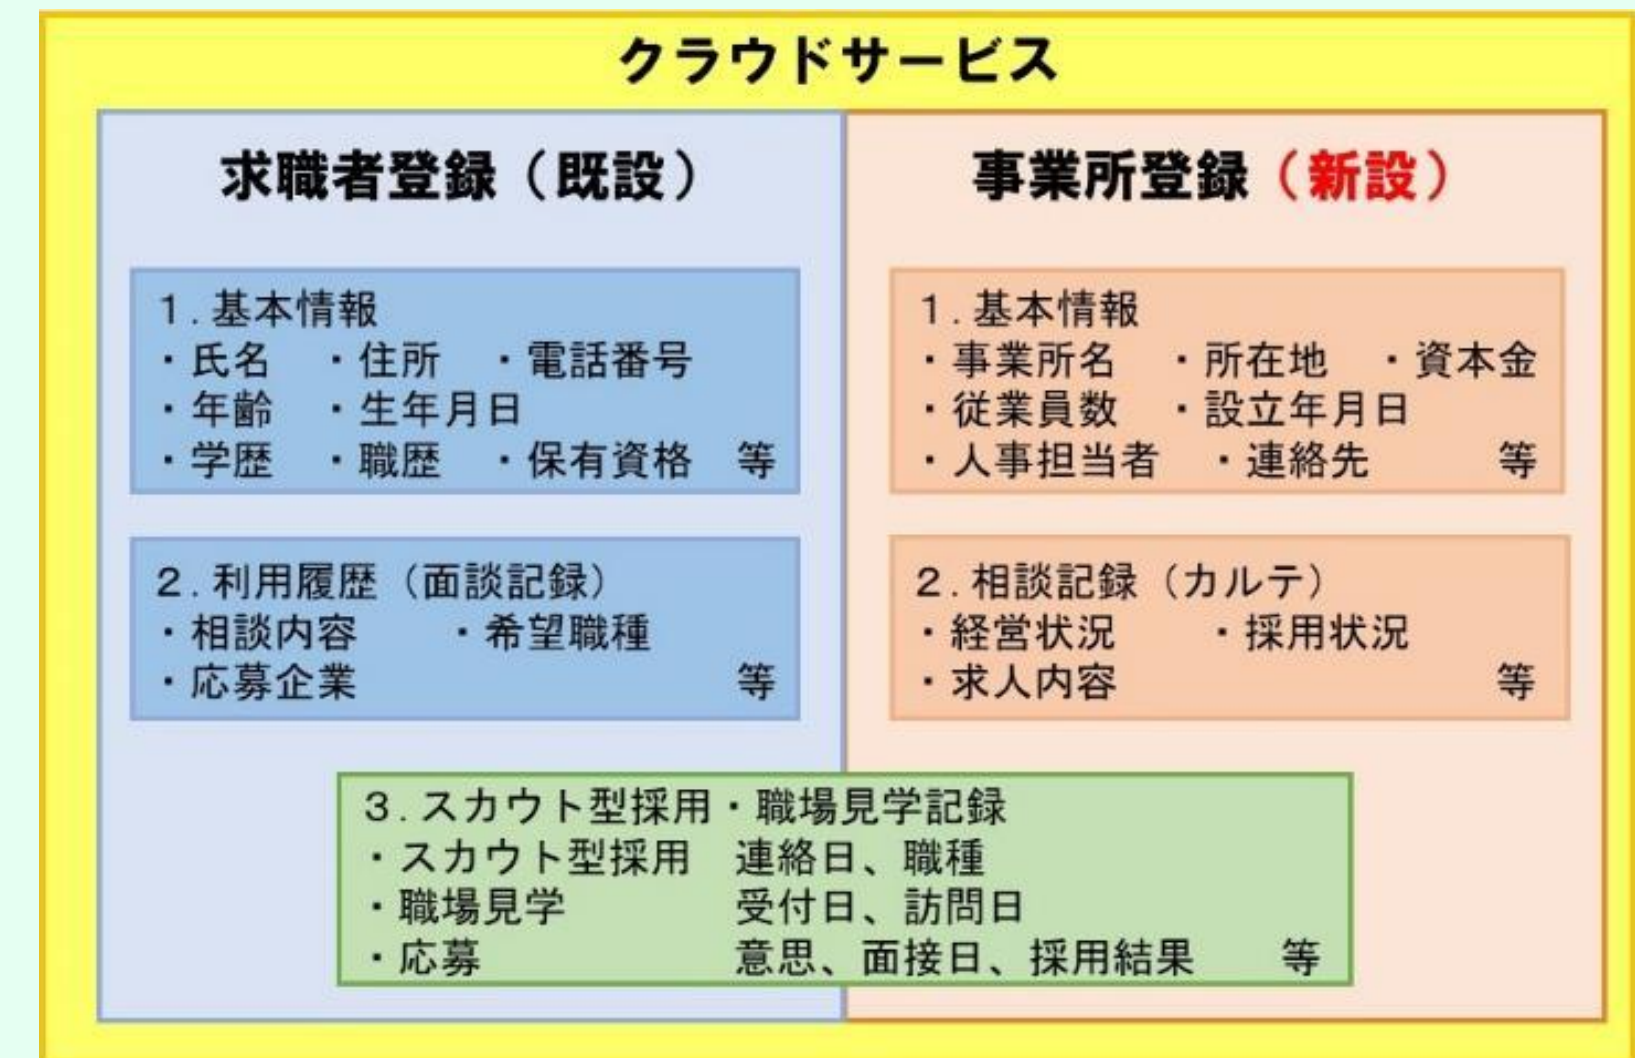 クラウドサービス
求職者登録（既設）
１．基本情報
・氏名　・住所　・電話番号
・年齢　・生年月日
・学歴　・職歴　・保有資格　等
２．利用履歴（面談記録）
・相談内容　　・希望職種
・応募企業　　　　　　　　　等
事業所登録（新設）
１．基本情報
・事業所名　・所在地　・資本金
・従業員数　・設立年月日
・人事担当者　・連絡先　　　等
２．相談記録（カルテ）
・経営状況　　・採用状況
・求人内容　　　　　　　　　等
３．スカウト型採用・職場見学記録
・スカウト型採用　連絡日、職種
・職場見学　　　　受付日、訪問日
・応募　　　　　　意思、面接日、採用結果　　等